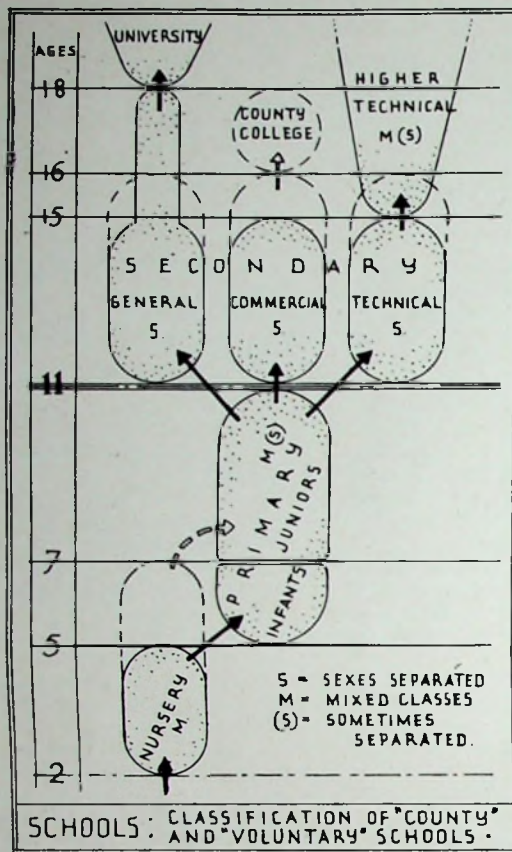 AGES
UNIVERSITY
18
HIGHER
TECHNICAL
M(S)
COUNTY
COLLEGE
16
15
SECONDARY
GENERAL
S
COMMERCIAL
S
TECHNICAL
S
11
PRIMARY
M(S)
JUNIORS
7
INFANTS
5
NURSERY
M.
2
S = SEXES SEPARATED
M = MIXED CLASSES
(S) = SOMETIMES
SEPARATED.
SCHOOLS: CLASSIFICATION OF "COUNTY"
AND "VOLUNTARY" SCHOOLS.